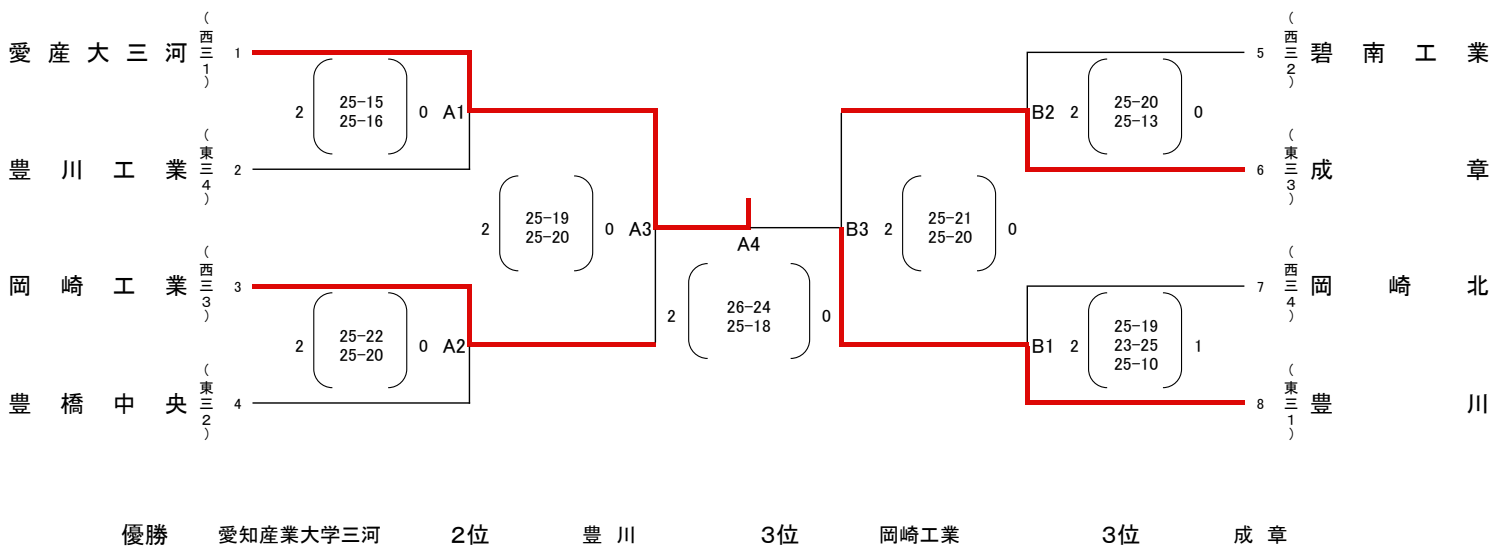 愛産大三河 (西三1) 1
豊川工業 (東三4) 2
岡崎工業 (西三3) 3
豊橋中央 (東三2) 4
2 25-15 0 A1
25-16
2 25-22 0 A2
25-20
2 25-19 0 A3
25-20
A4
2 26-24 0
25-18
B3 2 25-21 0
25-20
B2 2 25-20 0
25-13
B1 2 25-19 1
23-25
25-10
5 (西三2) 碧南工業
6 (東三3) 成章
7 (西三4) 岡崎北
8 (東三1) 豊川
優勝 愛知産業大学三河 2位 豊川 3位 岡崎工業 3位 成章